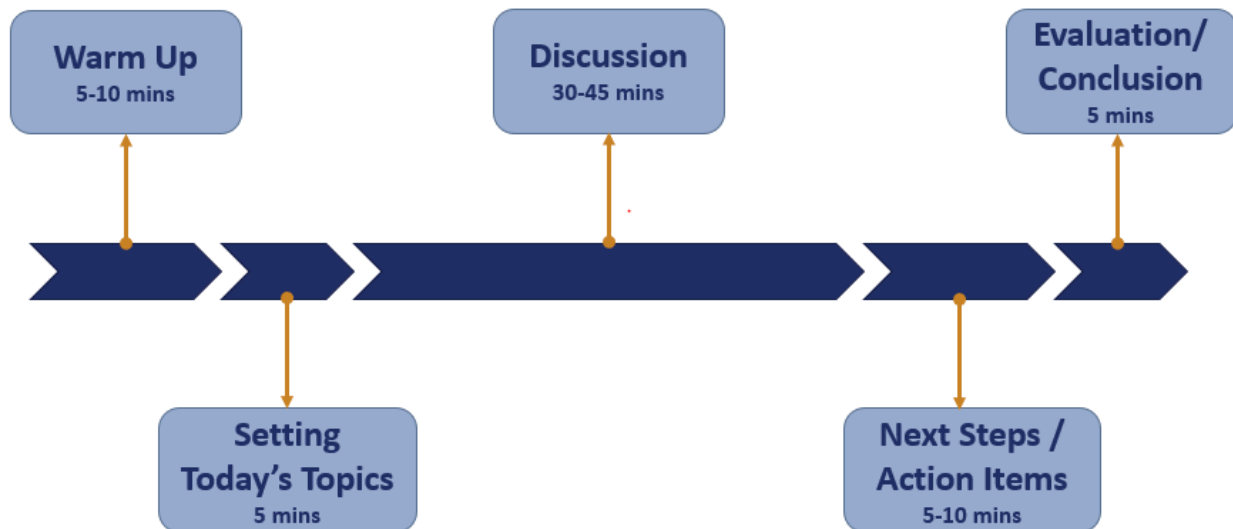 Warm Up
5-10 mins
Setting
Today’s Topics
5 mins
Discussion
30-45 mins
Next Steps /
Action Items
5-10 mins
Evaluation/
Conclusion
5 mins